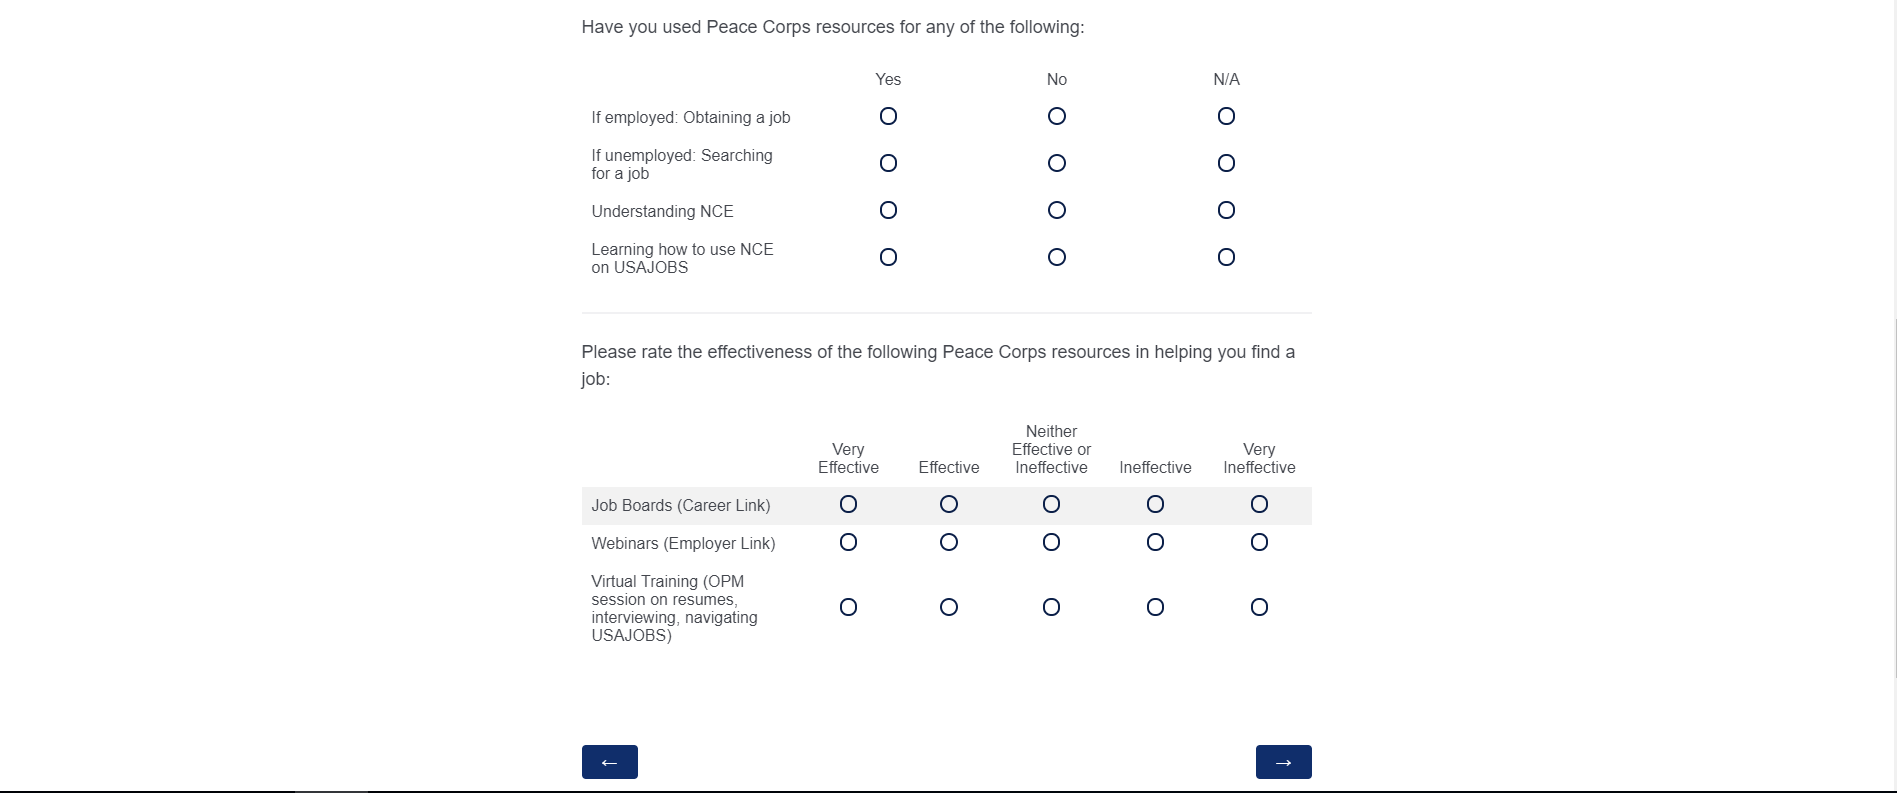 Have you used Peace Corps resources for any of the following:
Yes No N/A
If employed: Obtaining a job
If unemployed: Searching
for a job
Understanding NCE
Learning how to use NCE
on USAJOBS
Please rate the effectiveness of the following Peace Corps resources in helping you find a
job:
Very
Effective
Effective
Neither
Effective or
Ineffective
Ineffective
Very
Ineffective
Job Boards (Career Link)
Webinars (Employer Link)
Virtual Training (OPM
session on resumes,
interviewing, navigating
USAJOBS)
← →